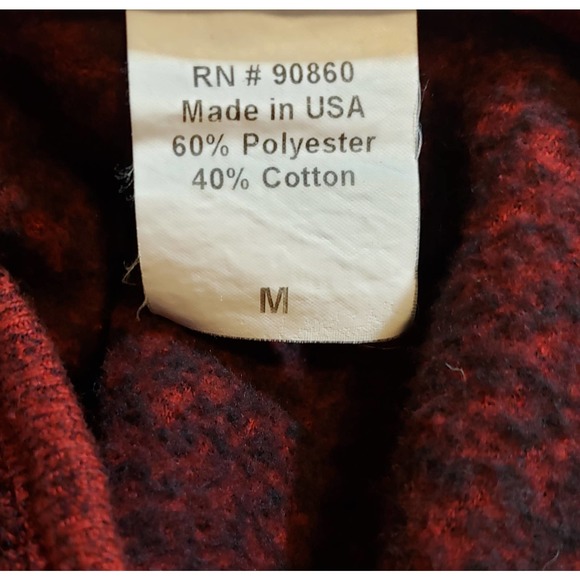 RN # 90860
Made in USA
60% Polyester
40% Cotton
M